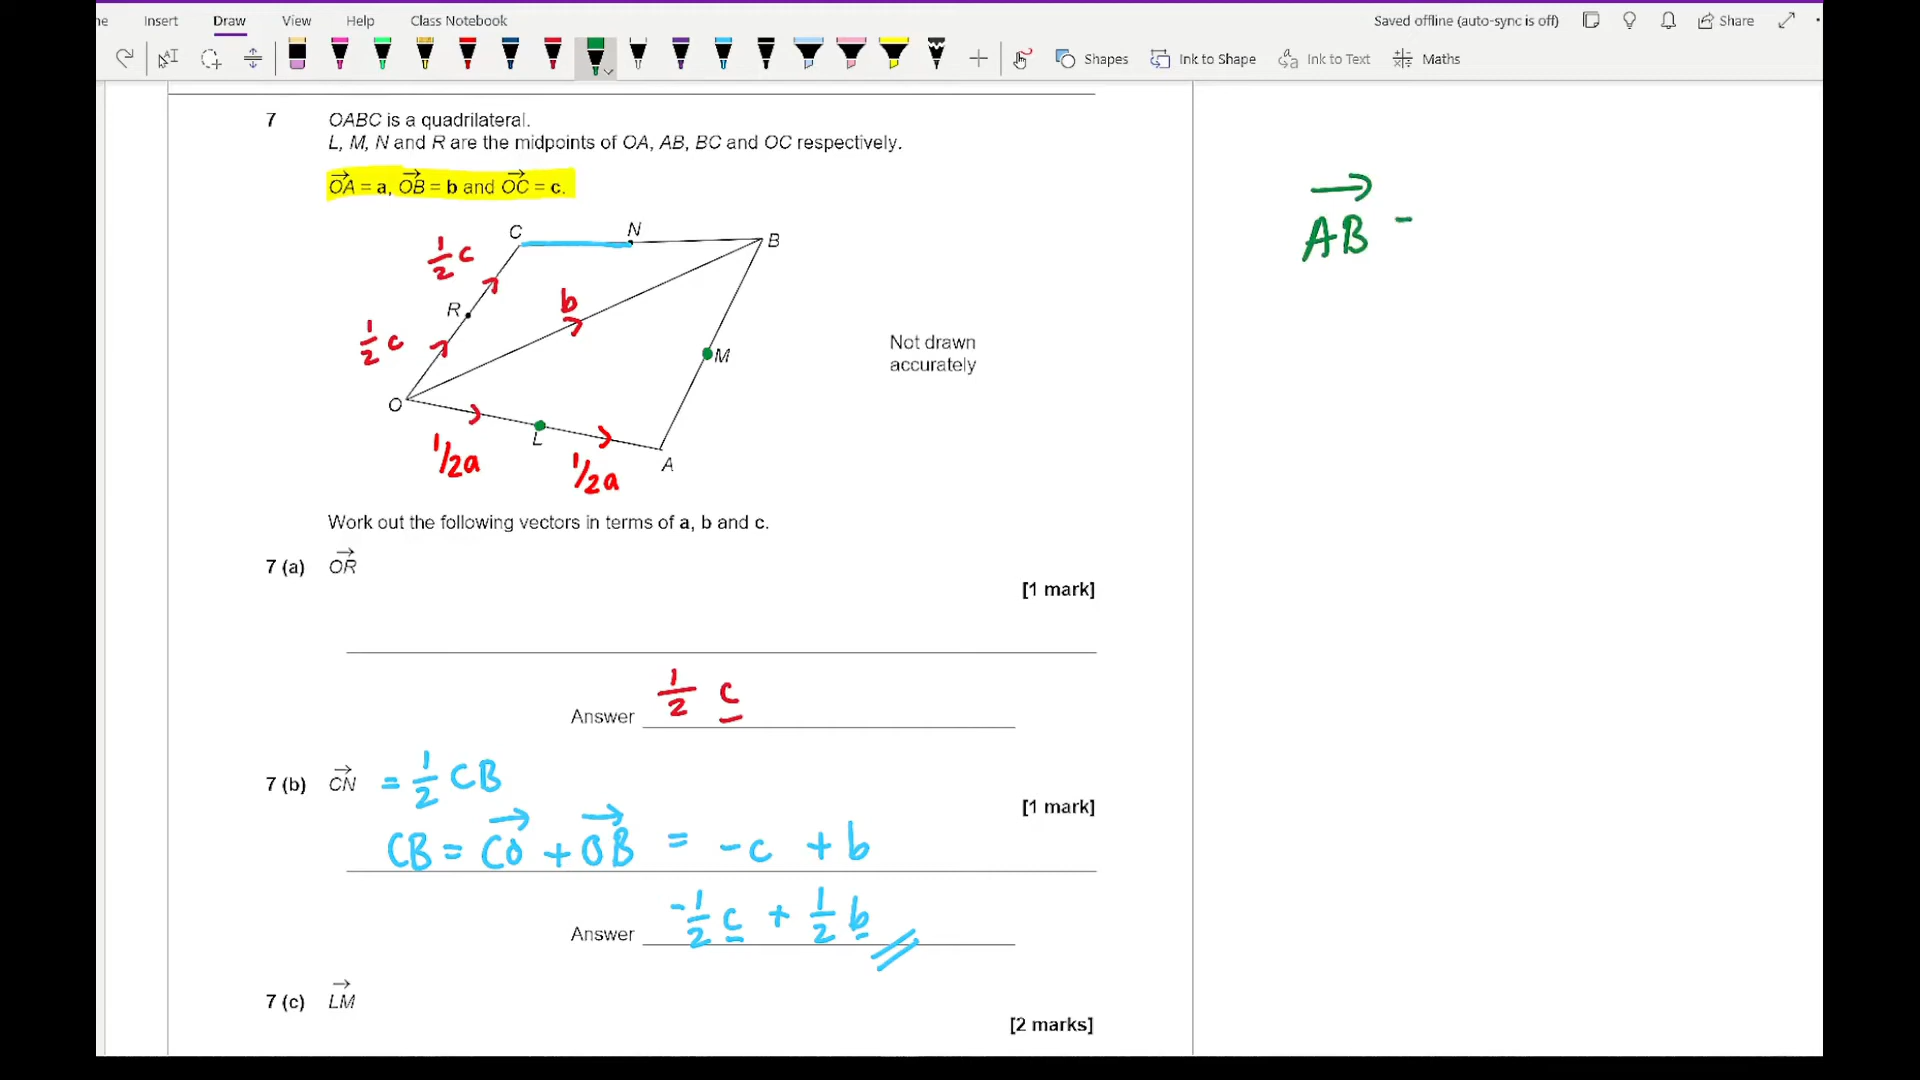 ne Insert Draw View Help Class Notebook Saved offline (auto-sync is off) Share
Shapes Ink to Shape Ink to Text Maths
7 OABC is a quadrilateral.
L, M, N and R are the midpoints of OA, AB, BC and OC respectively.
OA = a, OB = b and OC = c.
AB =
C N B
1/2 c
b
R
1/2 c
Not drawn
accurately
M
O
L
1/2a
A
1/2a
Work out the following vectors in terms of a, b and c.
7 (a) OR
[1 mark]
Answer 1/2 c
7 (b) CN = 1/2 CB
[1 mark]
CB = CO + OB = -c + b
Answer -1/2 c + 1/2 b
7 (c) LM
[2 marks]